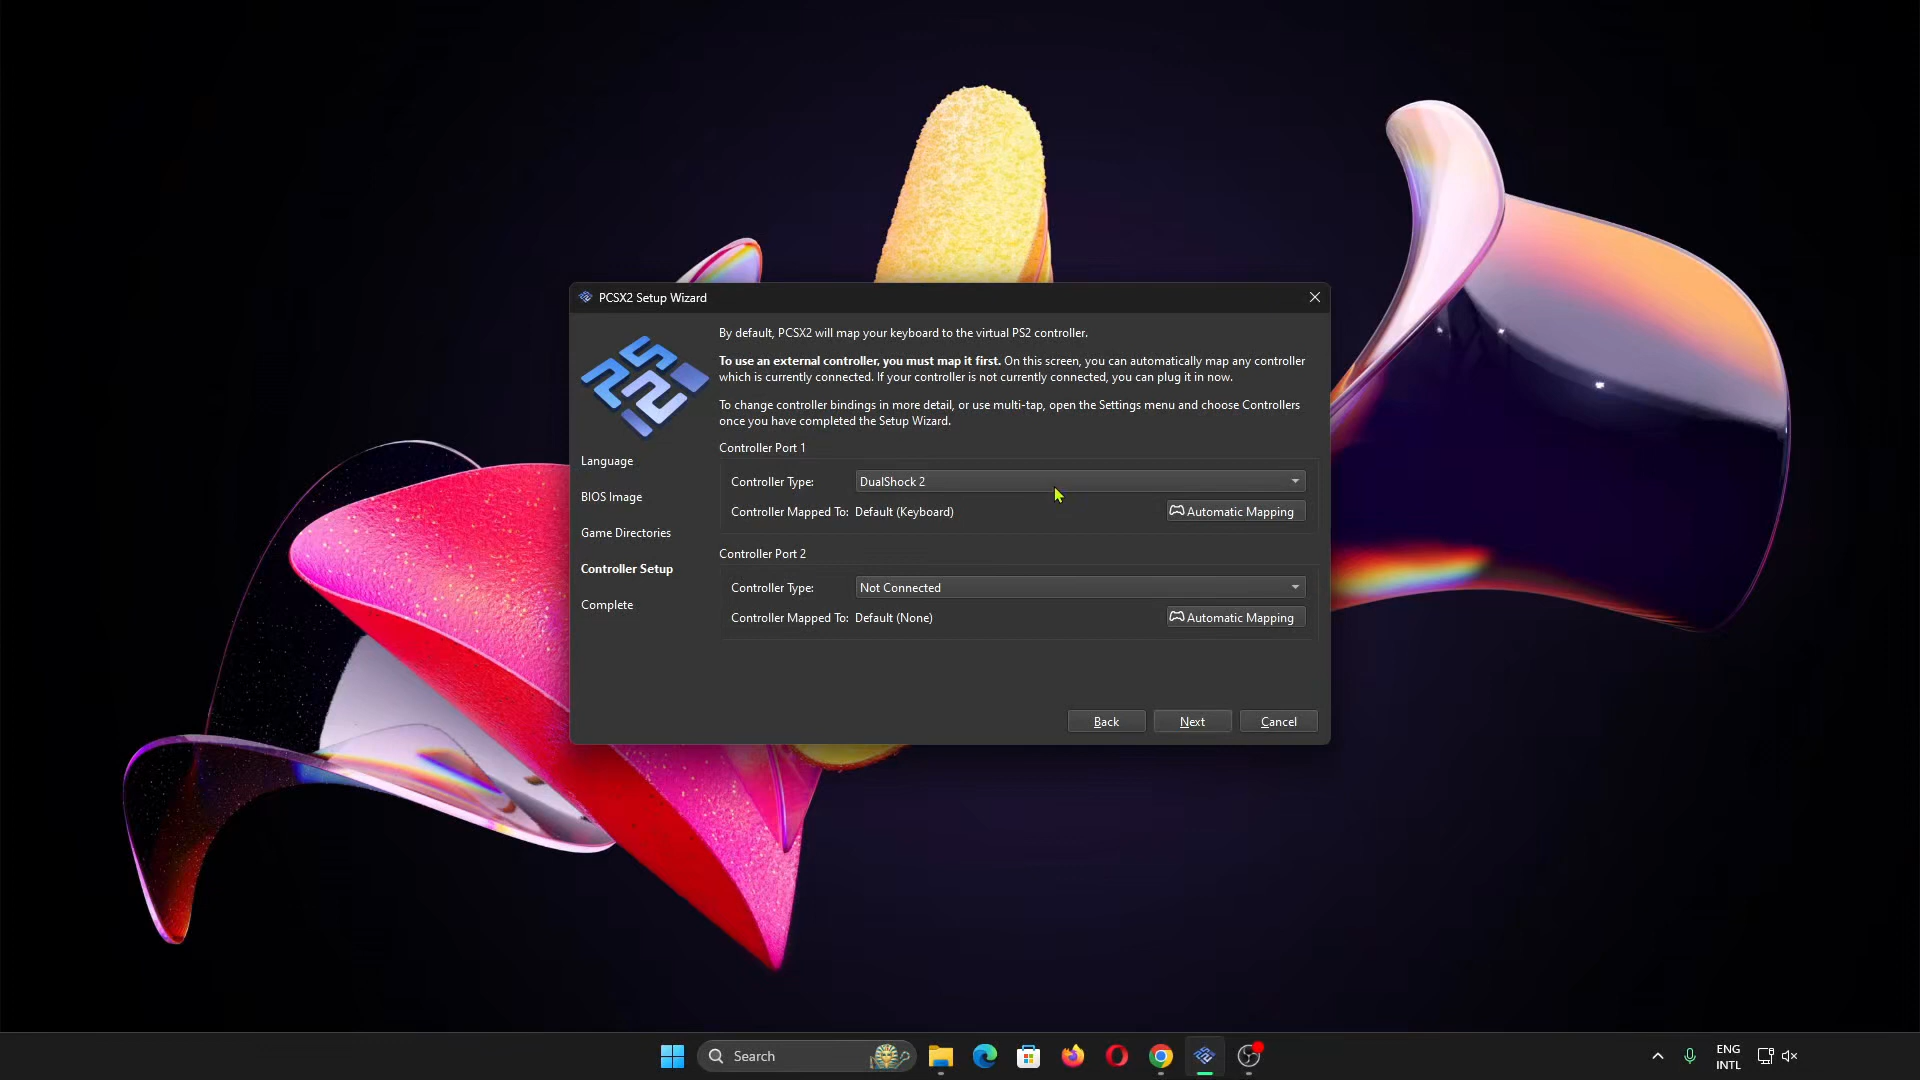 PCSX2 Setup Wizard
By default, PCSX2 will map your keyboard to the virtual PS2 controller.
To use an external controller, you must map it first. On this screen, you can automatically map any controller
which is currently connected. If your controller is not currently connected, you can plug it in now.
To change controller bindings in more detail, or use multi-tap, open the Settings menu and choose Controllers
once you have completed the Setup Wizard.
Language
BIOS Image
Game Directories
Controller Setup
Complete
Controller Port 1
Controller Type: DualShock 2
Controller Mapped To: Default (Keyboard) Automatic Mapping
Controller Port 2
Controller Type: Not Connected
Controller Mapped To: Default (None) Automatic Mapping
Back Next Cancel
Search
ENG
INTL